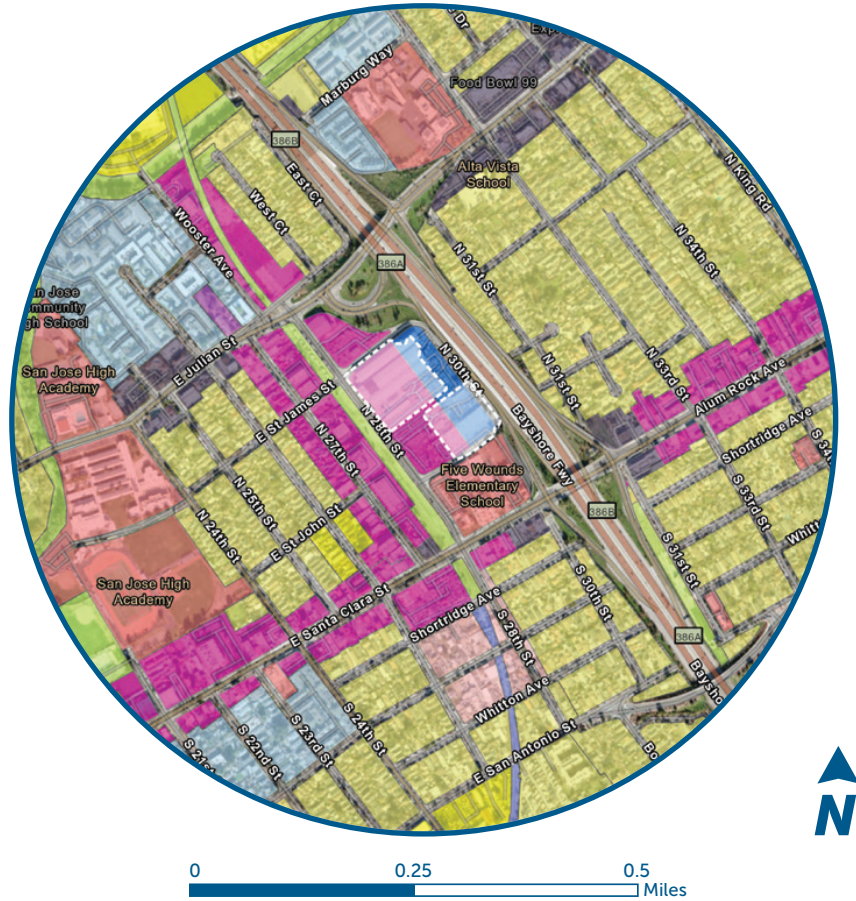 Marburg Way
Food Bowl 99
386B
East Ct
West Ct
Alta Vista
School
N King Rd
Wooster Ave
N 34th St
386A
N 31st St
San Jose High
Academy
E Julian St
N 30th St
N 31st St
N 33rd St
Alum Rock Ave
E St James St
N 28th St
Bayshore Fwy
Shortridge Ave
N 27th St
Five Wounds
Elementary
School
N 25th St
S 33rd St
N 24th St
E St John St
386B
San Jose High
Academy
S 31st St
E Santa Clara St
Shortridge Ave
S 30th St
S 28th St
386A
Whitton Ave
S 24th St
S 23rd St
S 22nd St
E San Antonio St
N
0 0.25 0.5
Miles